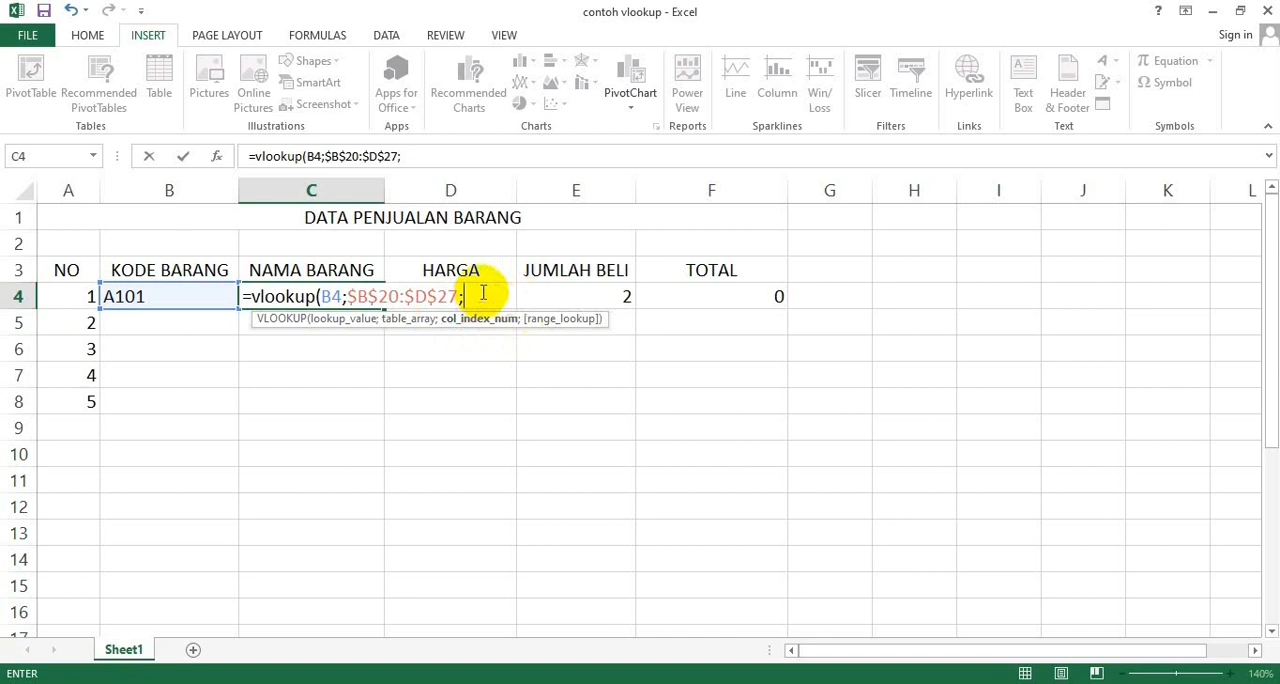 contoh vlookup - Excel
?
FILE HOME INSERT PAGE LAYOUT FORMULAS DATA REVIEW VIEW Sign in
PivotTable Recommended PivotTables Table Pictures Online Pictures Shapes SmartArt Screenshot Apps for Office Recommended Charts PivotChart Power View Line Column Win/ Loss Slicer Timeline Hyperlink Text Box Header & Footer Equation Symbol
Tables Illustrations Apps Charts Reports Sparklines Filters Links Text Symbols
C4 fx =vlookup(B4;$B$20:$D$27;
A B C D E F G H I J K L
1 DATA PENJUALAN BARANG
2
3 NO KODE BARANG NAMA BARANG HARGA JUMLAH BELI TOTAL
4 1 A101 =vlookup(B4;$B$20:$D$27; 2 0
VLOOKUP(lookup_value; table_array; col_index_num; [range_lookup])
5 2
6 3
7 4
8 5
9
10
11
12
13
14
15
16
17
Sheet1
ENTER 140%